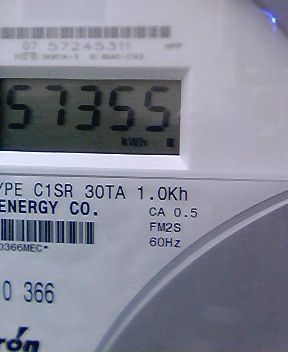 07 57245311
57355
kWh
YPE C1SR 30TA 1.0Kh
ENERGY CO.
CA 0.5
FM2S
60Hz
0366MEC*
0 366
rón